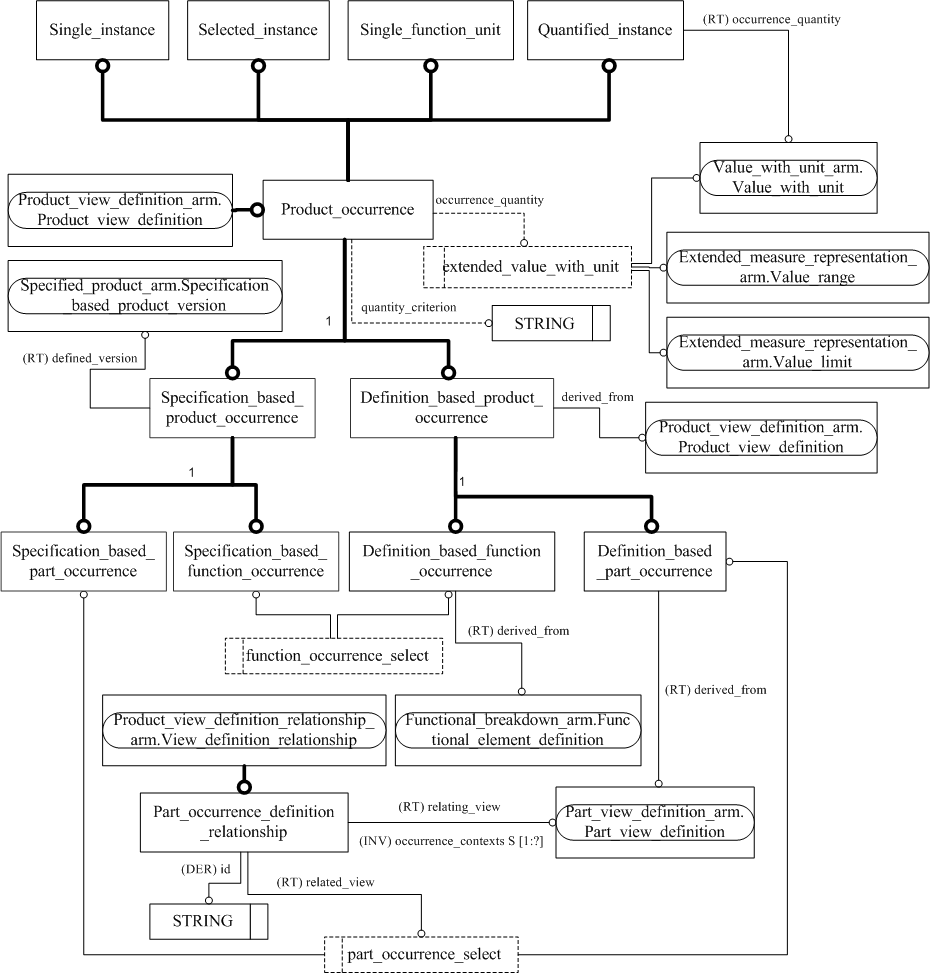 Single_instance
Selected_instance
Single_function_unit
Quantified_instance
(RT) occurrence_quantity
Value_with_unit_arm.
Value_with_unit
Product_view_definition_arm.
Product_view_definition
Product_occurrence
occurrence_quantity
extended_value_with_unit
Extended_measure_representation_
arm.Value_range
Specified_product_arm.Specification
_based_product_version
quantity_criterion
STRING
1
Extended_measure_representation_
arm.Value_limit
(RT) defined_version
Specification_based_
product_occurrence
Definition_based_product_
occurrence
derived_from
Product_view_definition_arm.
Product_view_definition
1
1
Specification_based_
part_occurrence
Specification_based_
function_occurrence
Definition_based_function
_occurrence
Definition_based
_part_occurrence
function_occurrence_select
(RT) derived_from
(RT) derived_from
Product_view_definition_relationship_
arm.View_definition_relationship
Functional_breakdown_arm.Func
tional_element_definition
Part_occurrence_definition
_relationship
(RT) relating_view
(INV) occurrence_contexts S [1:?]
Part_view_definition_arm.
Part_view_definition
(DER) id
(RT) related_view
STRING
part_occurrence_select